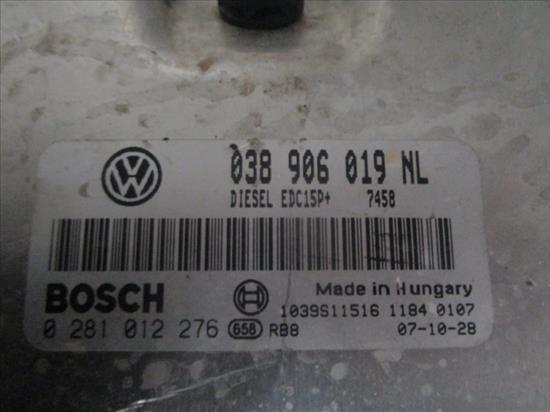 038 906 019 NL
DIESEL EDC15P+ 7458
BOSCH
Made in Hungary
1039S11516 1184 0107
0 281 012 276 658 RB8 07-10-28